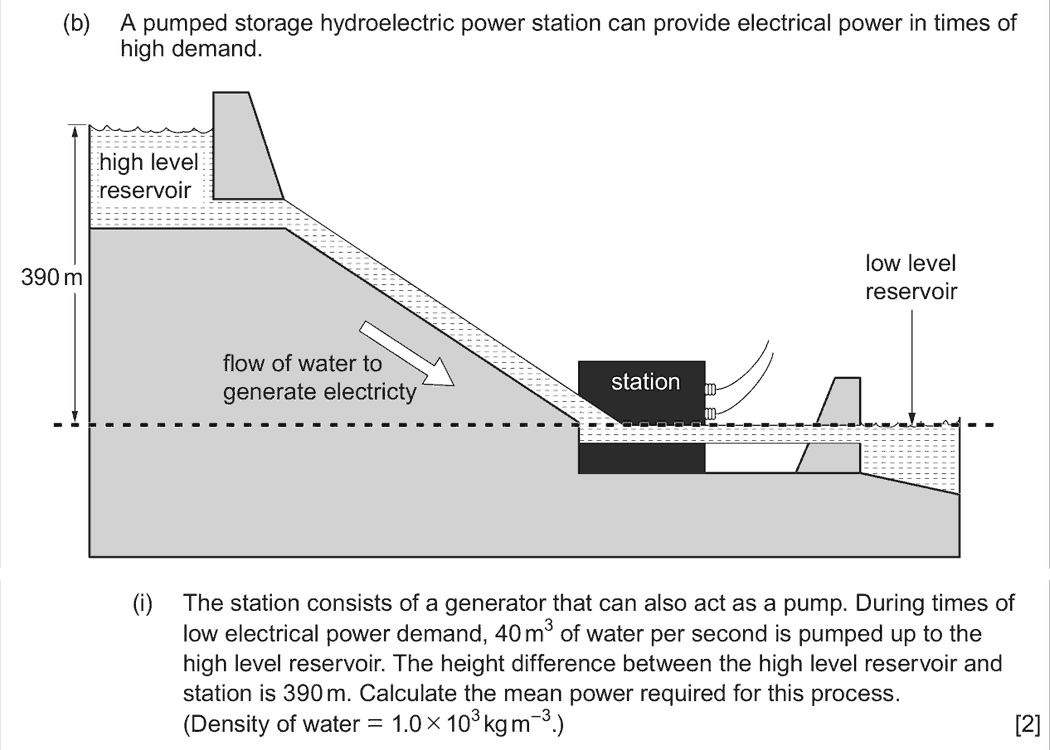 (b) A pumped storage hydroelectric power station can provide electrical power in times of
high demand.
high level
reservoir
390 m
low level
reservoir
flow of water to
generate electricty
station
(i) The station consists of a generator that can also act as a pump. During times of
low electrical power demand, 40 m³ of water per second is pumped up to the
high level reservoir. The height difference between the high level reservoir and
station is 390 m. Calculate the mean power required for this process.
(Density of water = 1.0 × 10³ kg m⁻³.) [2]